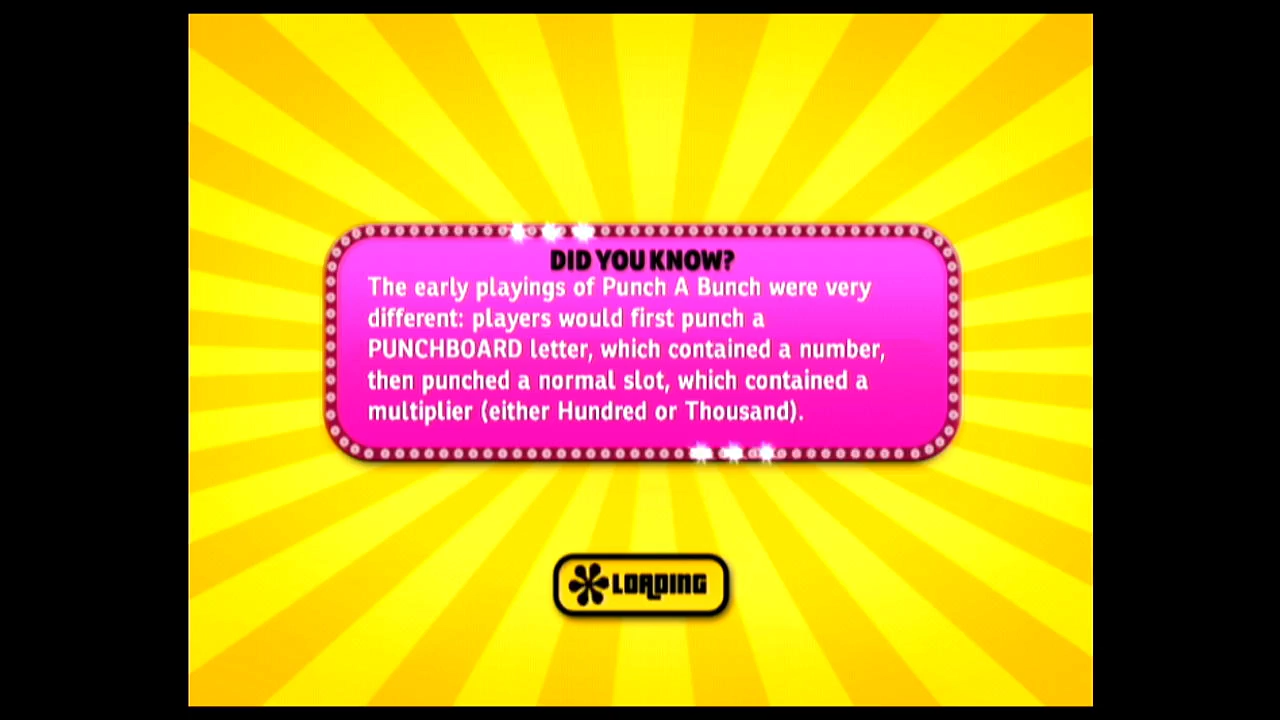 DID YOU KNOW?
The early playings of Punch A Bunch were very
different: players would first punch a
PUNCHBOARD letter, which contained a number,
then punched a normal slot, which contained a
multiplier (either Hundred or Thousand).
LOADING